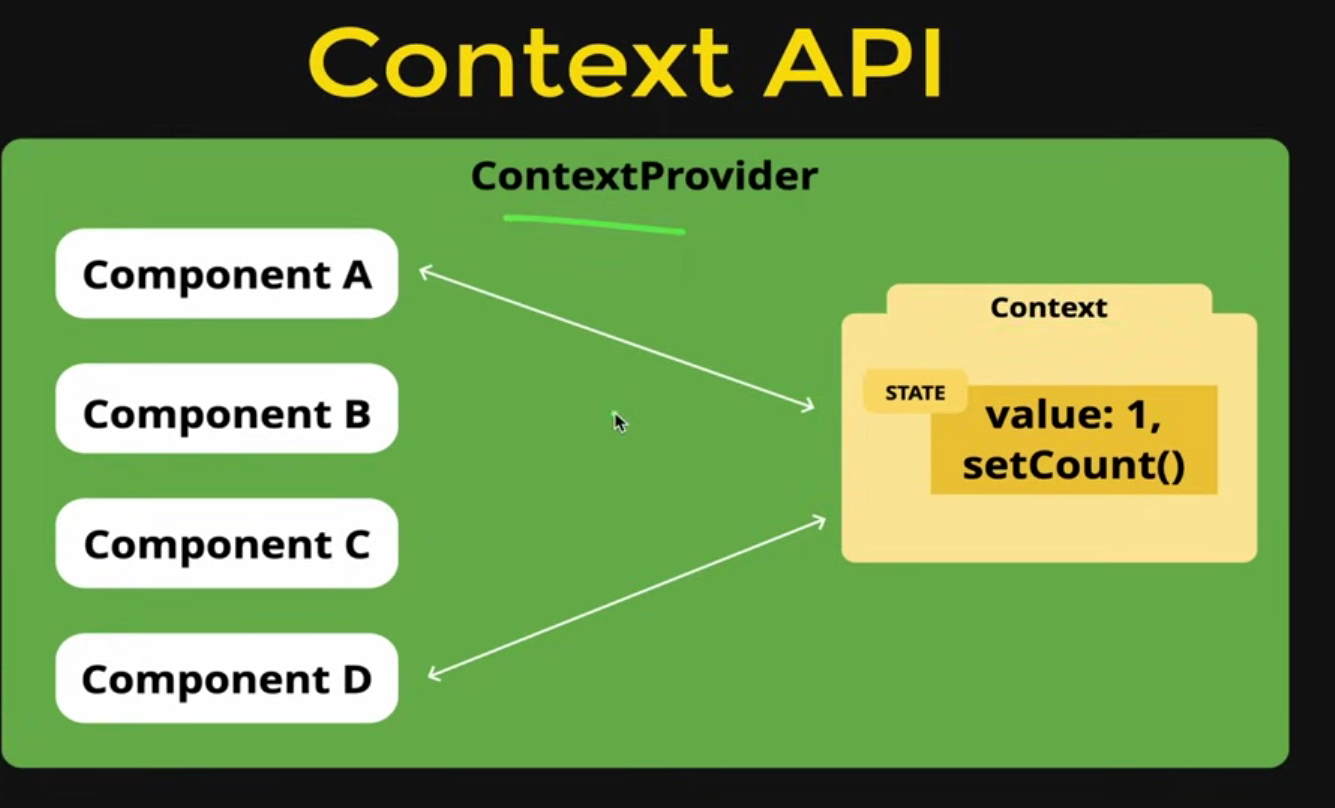 Context API
ContextProvider
Component A
Component B
Component C
Component D
Context
STATE
value: 1,
setCount()